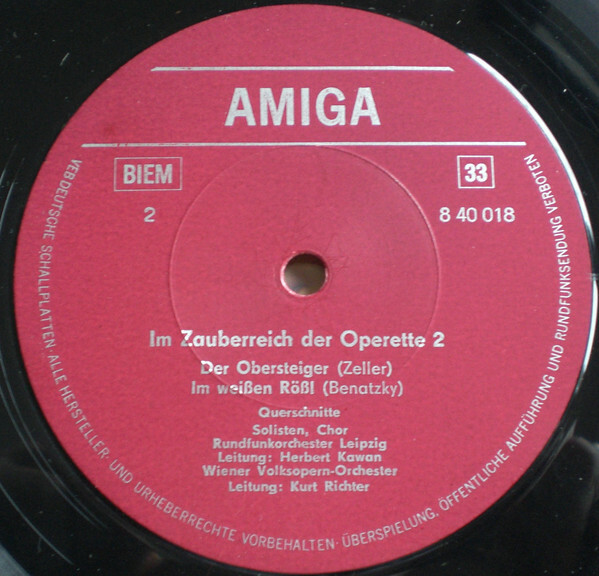 AMIGA
BIEM
33
2
8 40 018
Im Zauberreich der Operette 2
Der Obersteiger (Zeller)
Im weißen Rößl (Benatzky)
Querschnitte
Solisten, Chor
Rundfunkorchester Leipzig
Leitung: Herbert Kawan
Wiener Volksopern-Orchester
Leitung: Kurt Richter
VEB DEUTSCHE SCHALLPLATTEN · ALLE HERSTELLER- UND URHEBERRECHTE VORBEHALTEN · ÜBERSPIELUNG, ÖFFENTLICHE AUFFÜHRUNG UND RUNDFUNKSENDUNG VERBOTEN